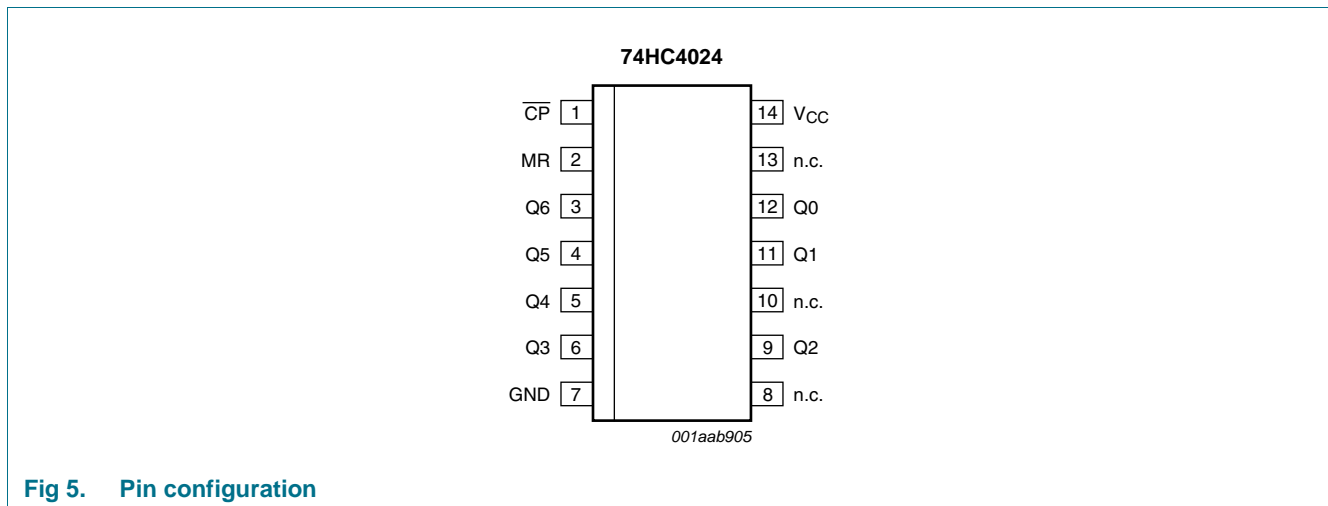 74HC4024
CP 1 14 VCC
MR 2 13 n.c.
Q6 3 12 Q0
Q5 4 11 Q1
Q4 5 10 n.c.
Q3 6 9 Q2
GND 7 8 n.c.
001aab905
Fig 5. Pin configuration